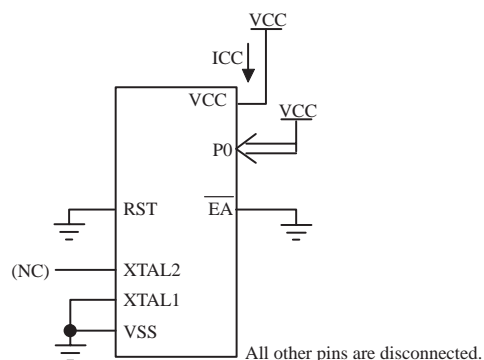 VCC
ICC
VCC
VCC
P0
RST
EA
(NC)
XTAL2
XTAL1
VSS
All other pins are disconnected.